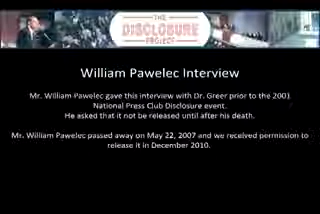 THE
DISCLOSURE
PROJECT
William Pawelec Interview
Mr. William Pawelec gave this interview with Dr. Greer prior to the 2001
National Press Club Disclosure event.
He asked that it not be released until after his death.
Mr. William Pawelec passed away on May 22, 2007 and we received permission to
release it in December 2010.